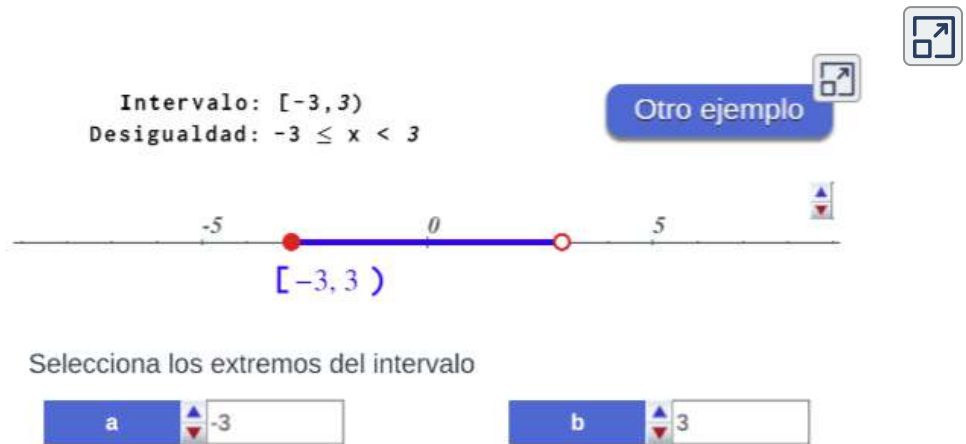 Intervalo: [-3,3)
Otro ejemplo
Desigualdad: -3 ≤ x < 3
-5 0 5
[-3, 3 )
Selecciona los extremos del intervalo
a -3 b 3